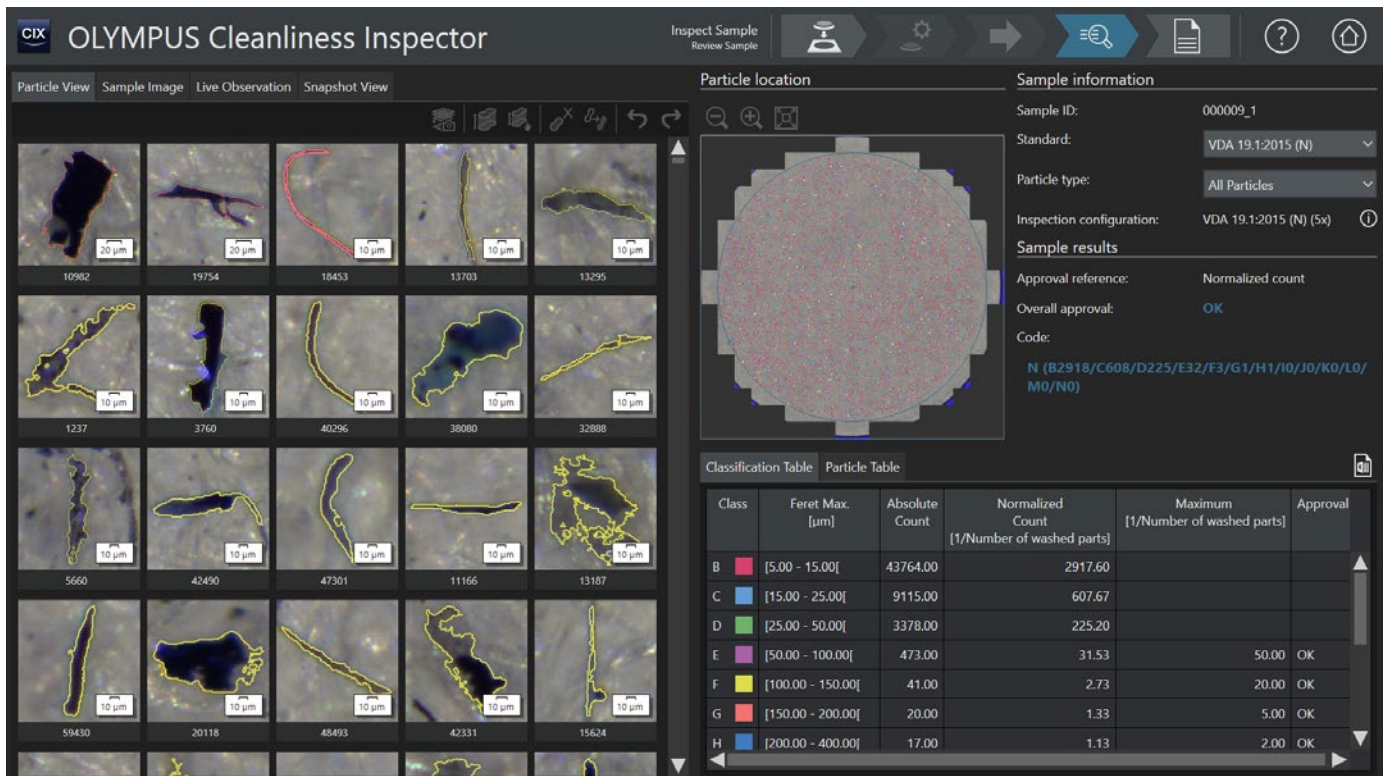 CIX OLYMPUS Cleanliness Inspector
Inspect Sample
Review Sample
?
Particle View Sample Image Live Observation Snapshot View
20 µm 20 µm 10 µm 10 µm 10 µm
10982 19754 18453 13703 13295
10 µm 10 µm 10 µm 10 µm 10 µm
1237 3760 40296 38080 32888
10 µm 10 µm 10 µm 10 µm 10 µm
5660 42490 47301 11166 13187
10 µm 10 µm 10 µm 10 µm 10 µm
59430 20118 48493 42331 15624
Particle location
Sample information
Sample ID: 000009_1
Standard: VDA 19.1:2015 (N)
Particle type: All Particles
Inspection configuration: VDA 19.1:2015 (N) (5x)
Sample results
Approval reference: Normalized count
Overall approval: OK
Code:
N (B2918/C608/D225/E32/F3/G1/H1/I0/J0/K0/L0/
M0/N0)
Classification Table Particle Table
Class Feret Max. Absolute Normalized Maximum Approval
[µm] Count Count [1/Number of washed parts]
[1/Number of washed parts]
B [5.00 - 15.00[ 43764.00 2917.60
C [15.00 - 25.00[ 9115.00 607.67
D [25.00 - 50.00[ 3378.00 225.20
E [50.00 - 100.00[ 473.00 31.53 50.00 OK
F [100.00 - 150.00[ 41.00 2.73 20.00 OK
G [150.00 - 200.00[ 20.00 1.33 5.00 OK
H [200.00 - 400.00[ 17.00 1.13 2.00 OK